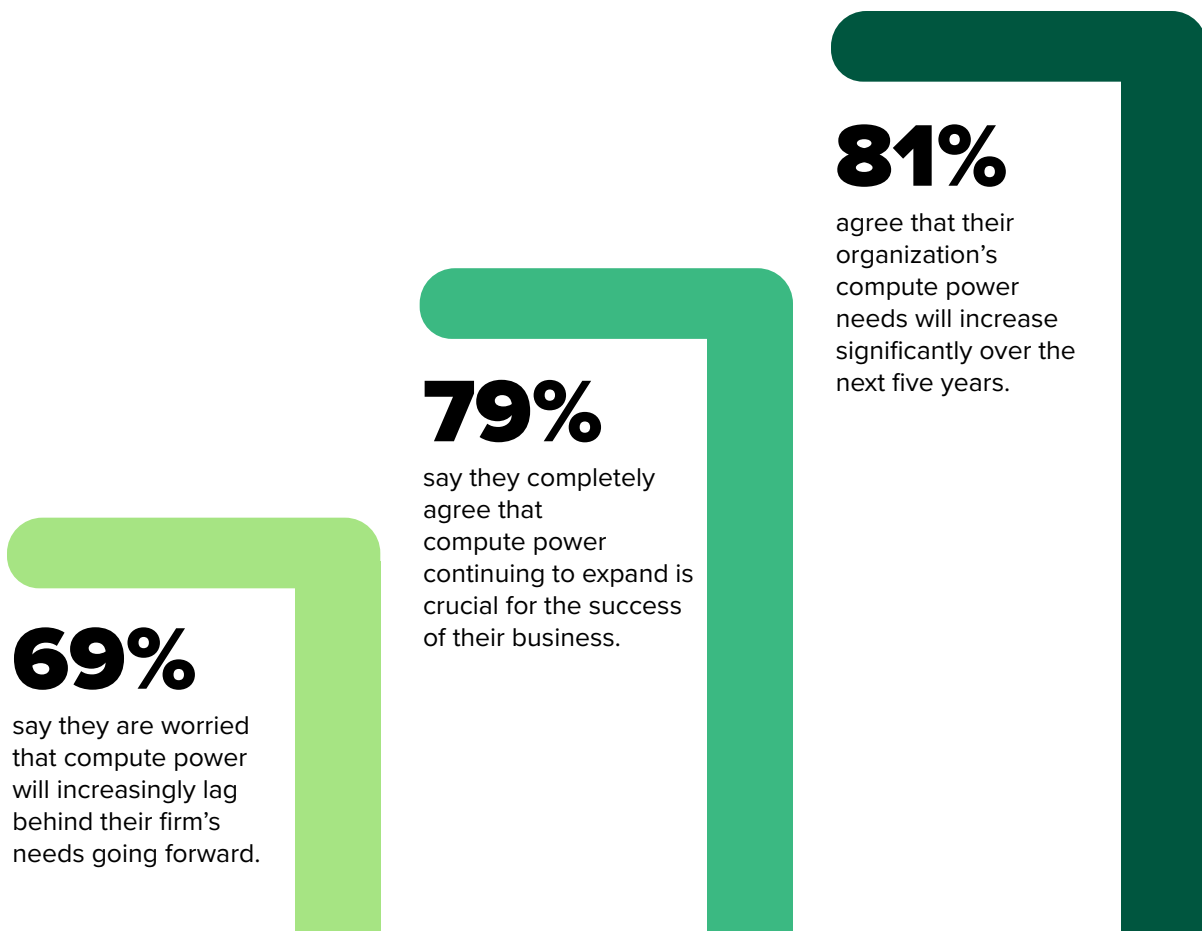 69%
say they are worried
that compute power
will increasingly lag
behind their firm’s
needs going forward.
79%
say they completely
agree that
compute power
continuing to expand is
crucial for the success
of their business.
81%
agree that their
organization’s
compute power
needs will increase
significantly over the
next five years.